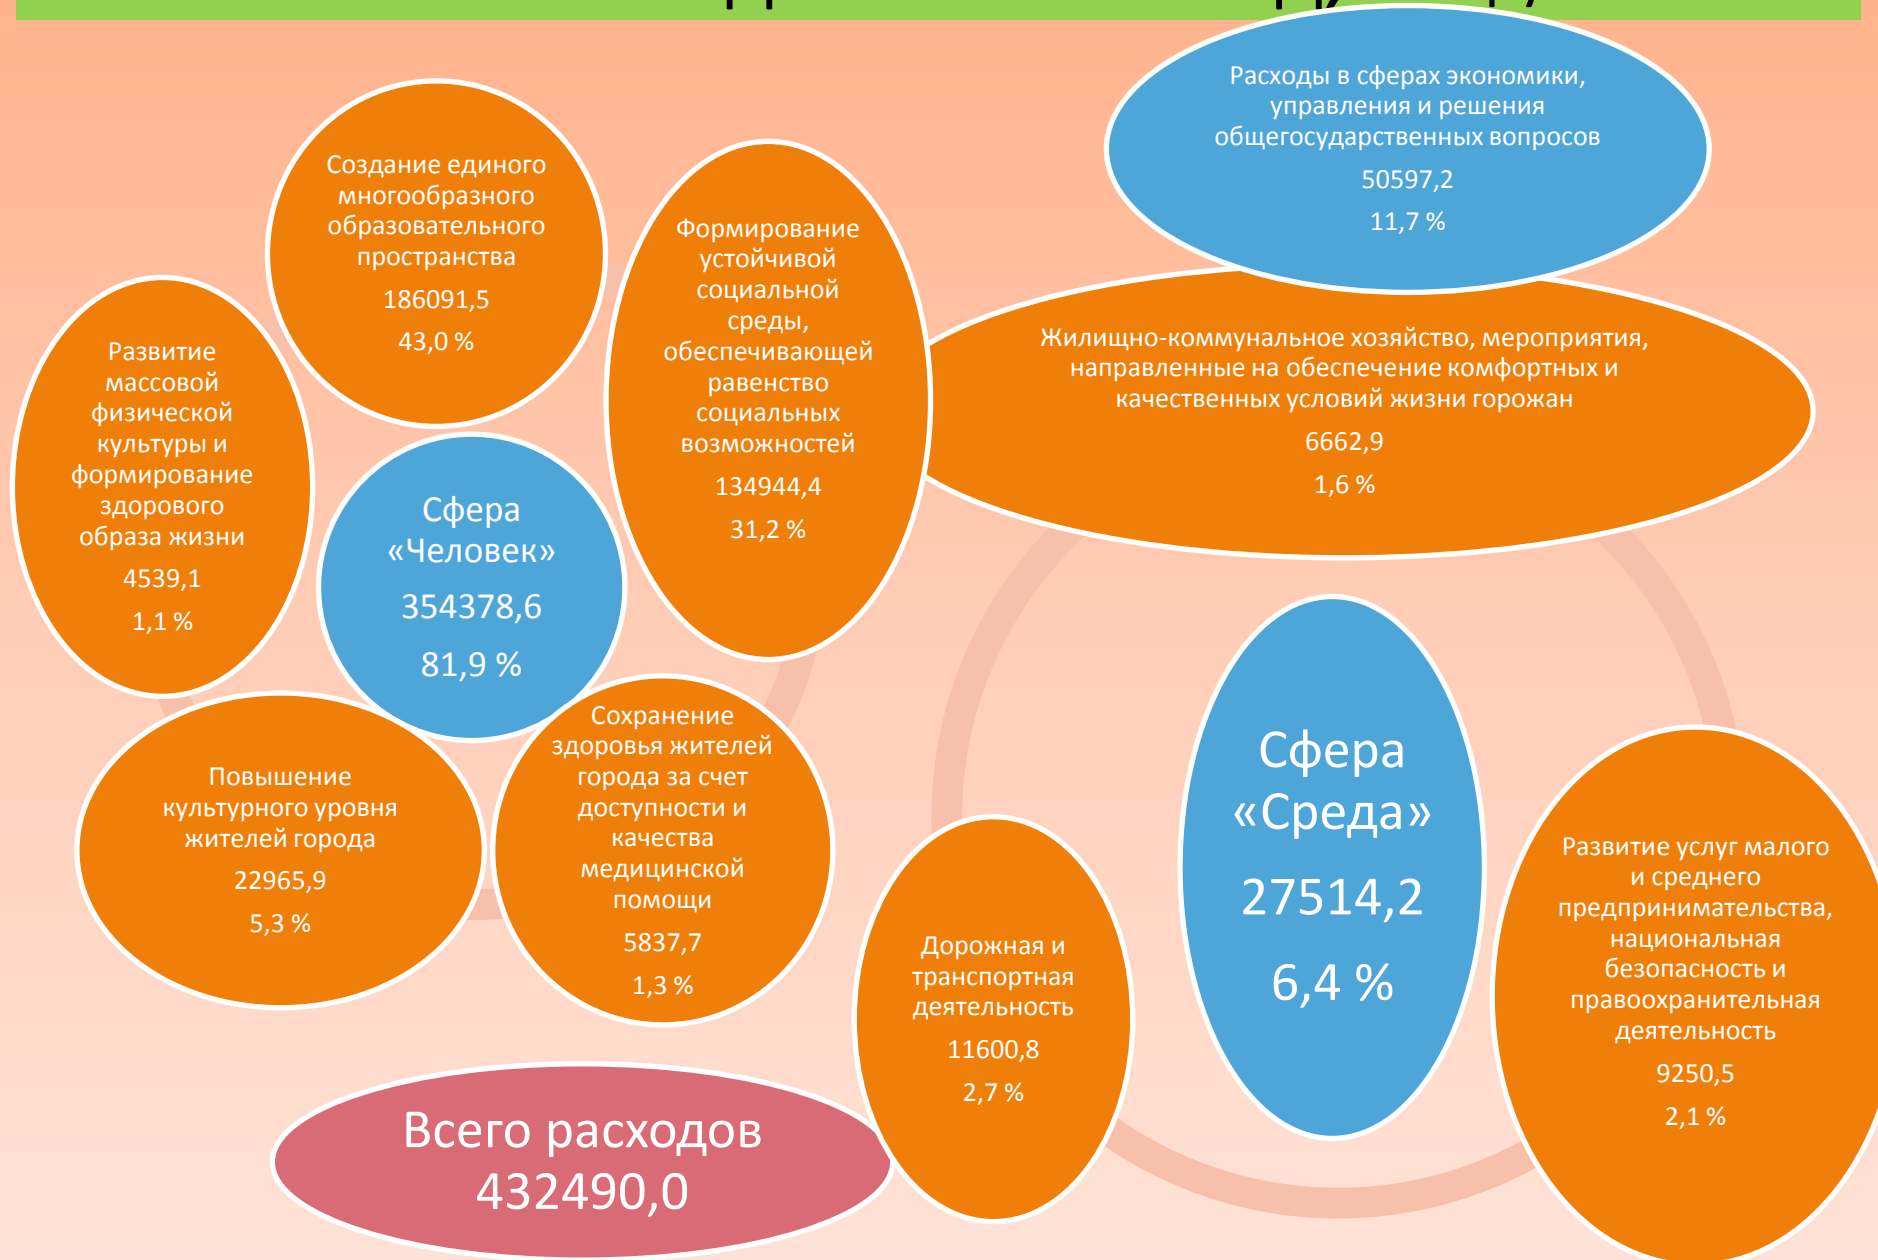 Создание единого
многообразного
образовательного
пространства
186091,5
43,0 %
Формирование
устойчивой
социальной
среды,
обеспечивающей
равенство
социальных
возможностей
134944,4
31,2 %
Развитие
массовой
физической
культуры и
формирование
здорового
образа жизни
4539,1
1,1 %
Сфера
«Человек»
354378,6
81,9 %
Повышение
культурного уровня
жителей города
22965,9
5,3 %
Сохранение
здоровья жителей
города за счет
доступности и
качества
медицинской
помощи
5837,7
1,3 %
Расходы в сферах экономики,
управления и решения
общегосударственных вопросов
50597,2
11,7 %
Жилищно-коммунальное хозяйство, мероприятия,
направленные на обеспечение комфортных и
качественных условий жизни горожан
6662,9
1,6 %
Сфера
«Среда»
27514,2
6,4 %
Дорожная и
транспортная
деятельность
11600,8
2,7 %
Развитие услуг малого
и среднего
предпринимательства,
национальная
безопасность и
правоохранительная
деятельность
9250,5
2,1 %
Всего расходов
432490,0